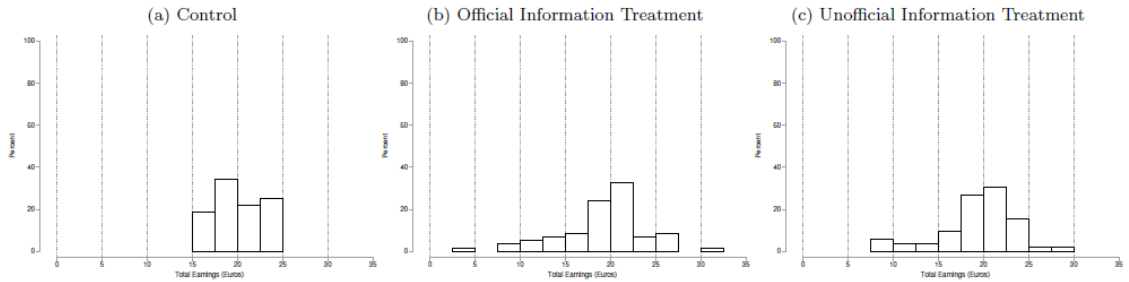 (a) Control
100
80
60
40
20
0
Percent
0 5 10 15 20 25 30 35
Total Earnings (Euros)
(b) Official Information Treatment
100
80
60
40
20
0
Percent
0 5 10 15 20 25 30 35
Total Earnings (Euros)
(c) Unofficial Information Treatment
100
80
60
40
20
0
Percent
0 5 10 15 20 25 30 35
Total Earnings (Euros)